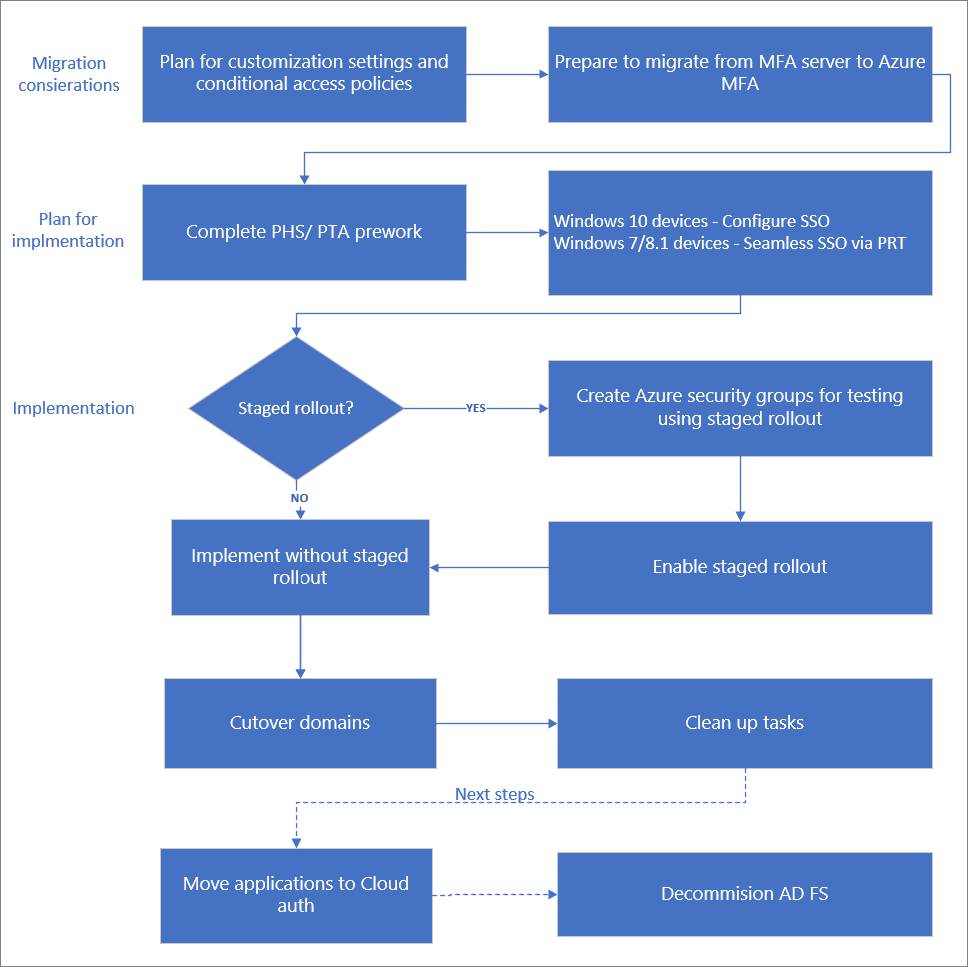 Migration
consierations
Plan for customization settings and
conditional access policies
Prepare to migrate from MFA server to Azure
MFA
Plan for
implmentation
Complete PHS/ PTA prework
Windows 10 devices - Configure SSO
Windows 7/8.1 devices - Seamless SSO via PRT
Implementation
Staged rollout?
YES
Create Azure security groups for testing
using staged rollout
NO
Implement without staged
rollout
Enable staged rollout
Cutover domains
Clean up tasks
Next steps
Move applications to Cloud
auth
Decommision AD FS